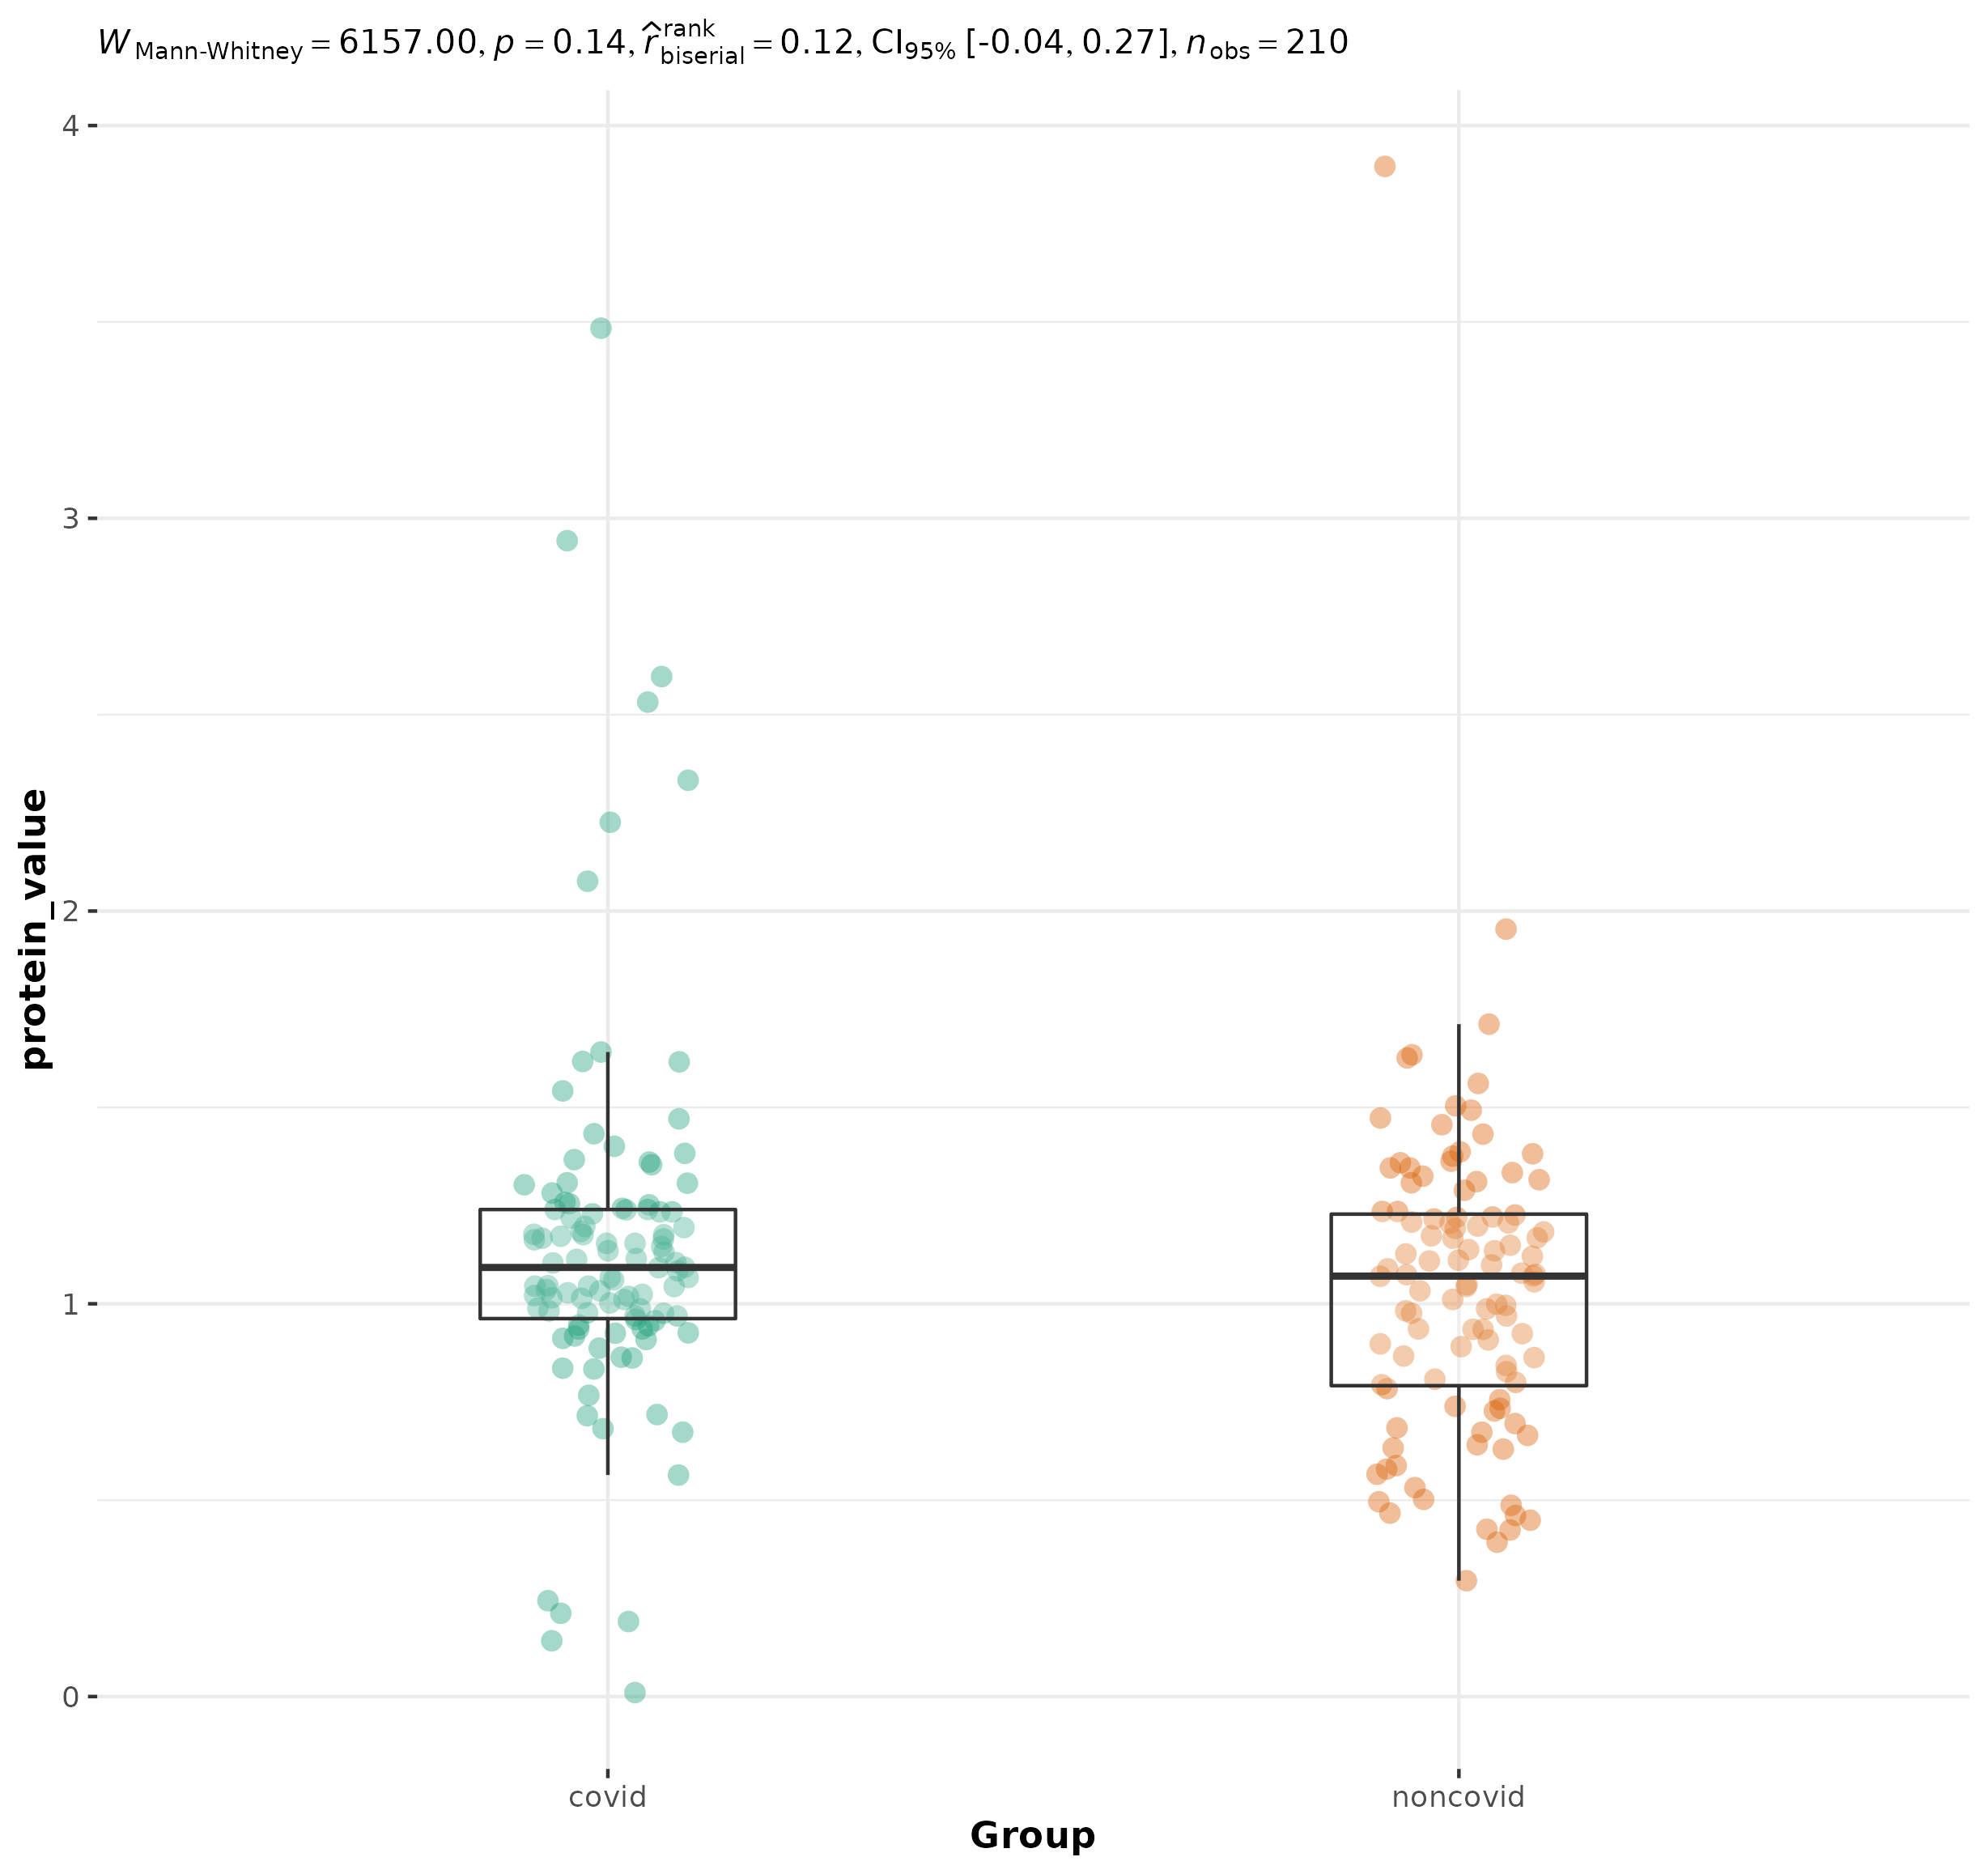 W Mann-Whitney = 6157.00, p = 0.14, r̂ rank biserial = 0.12, CI95% [-0.04, 0.27], nobs = 210
4
3
2
1
0
protein_value
covid noncovid
Group